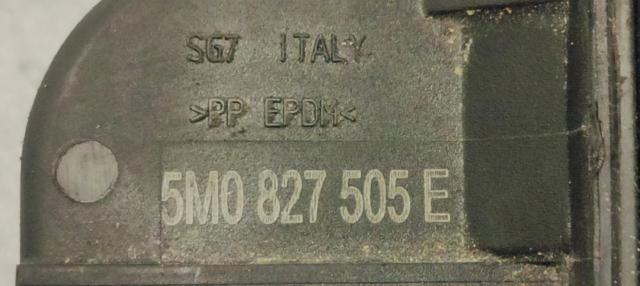 SG7 ITALY
>PP EPDM<
5M0 827 505 E